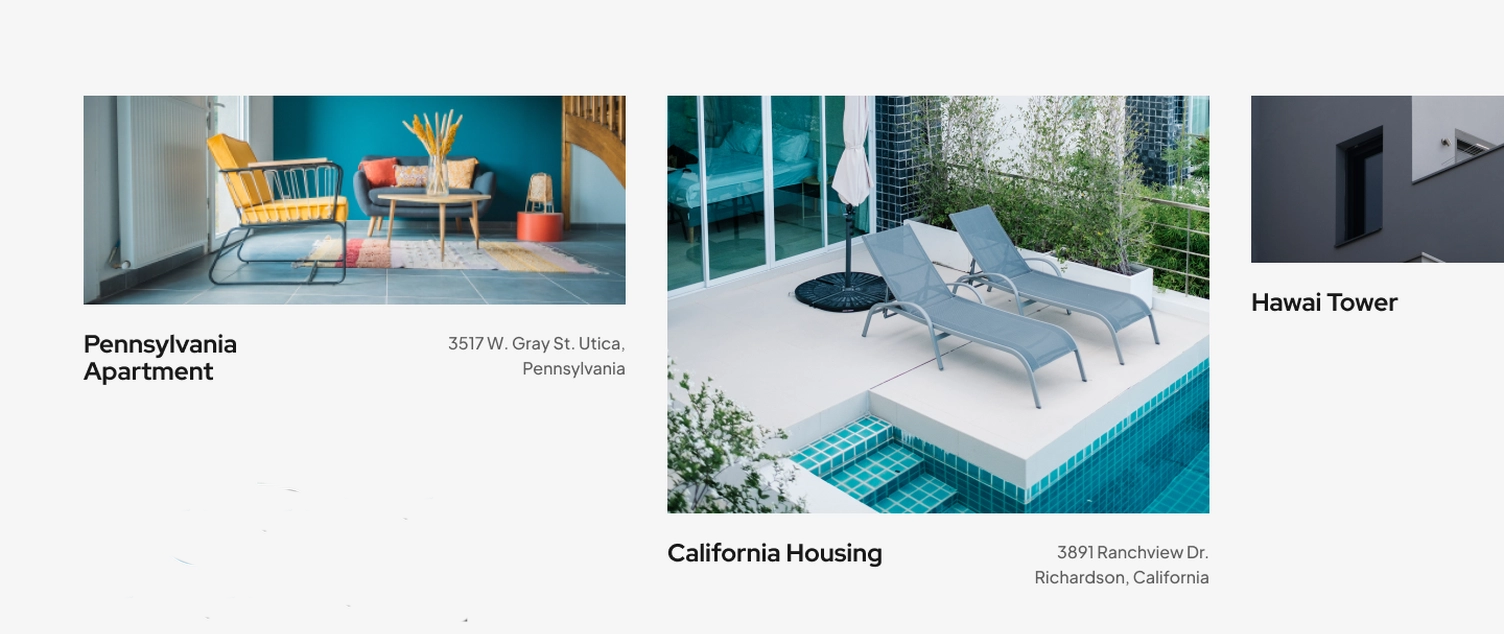 Pennsylvania
Apartment
3517 W. Gray St. Utica,
Pennsylvania
California Housing
3891 Ranchview Dr.
Richardson, California
Hawai Tower